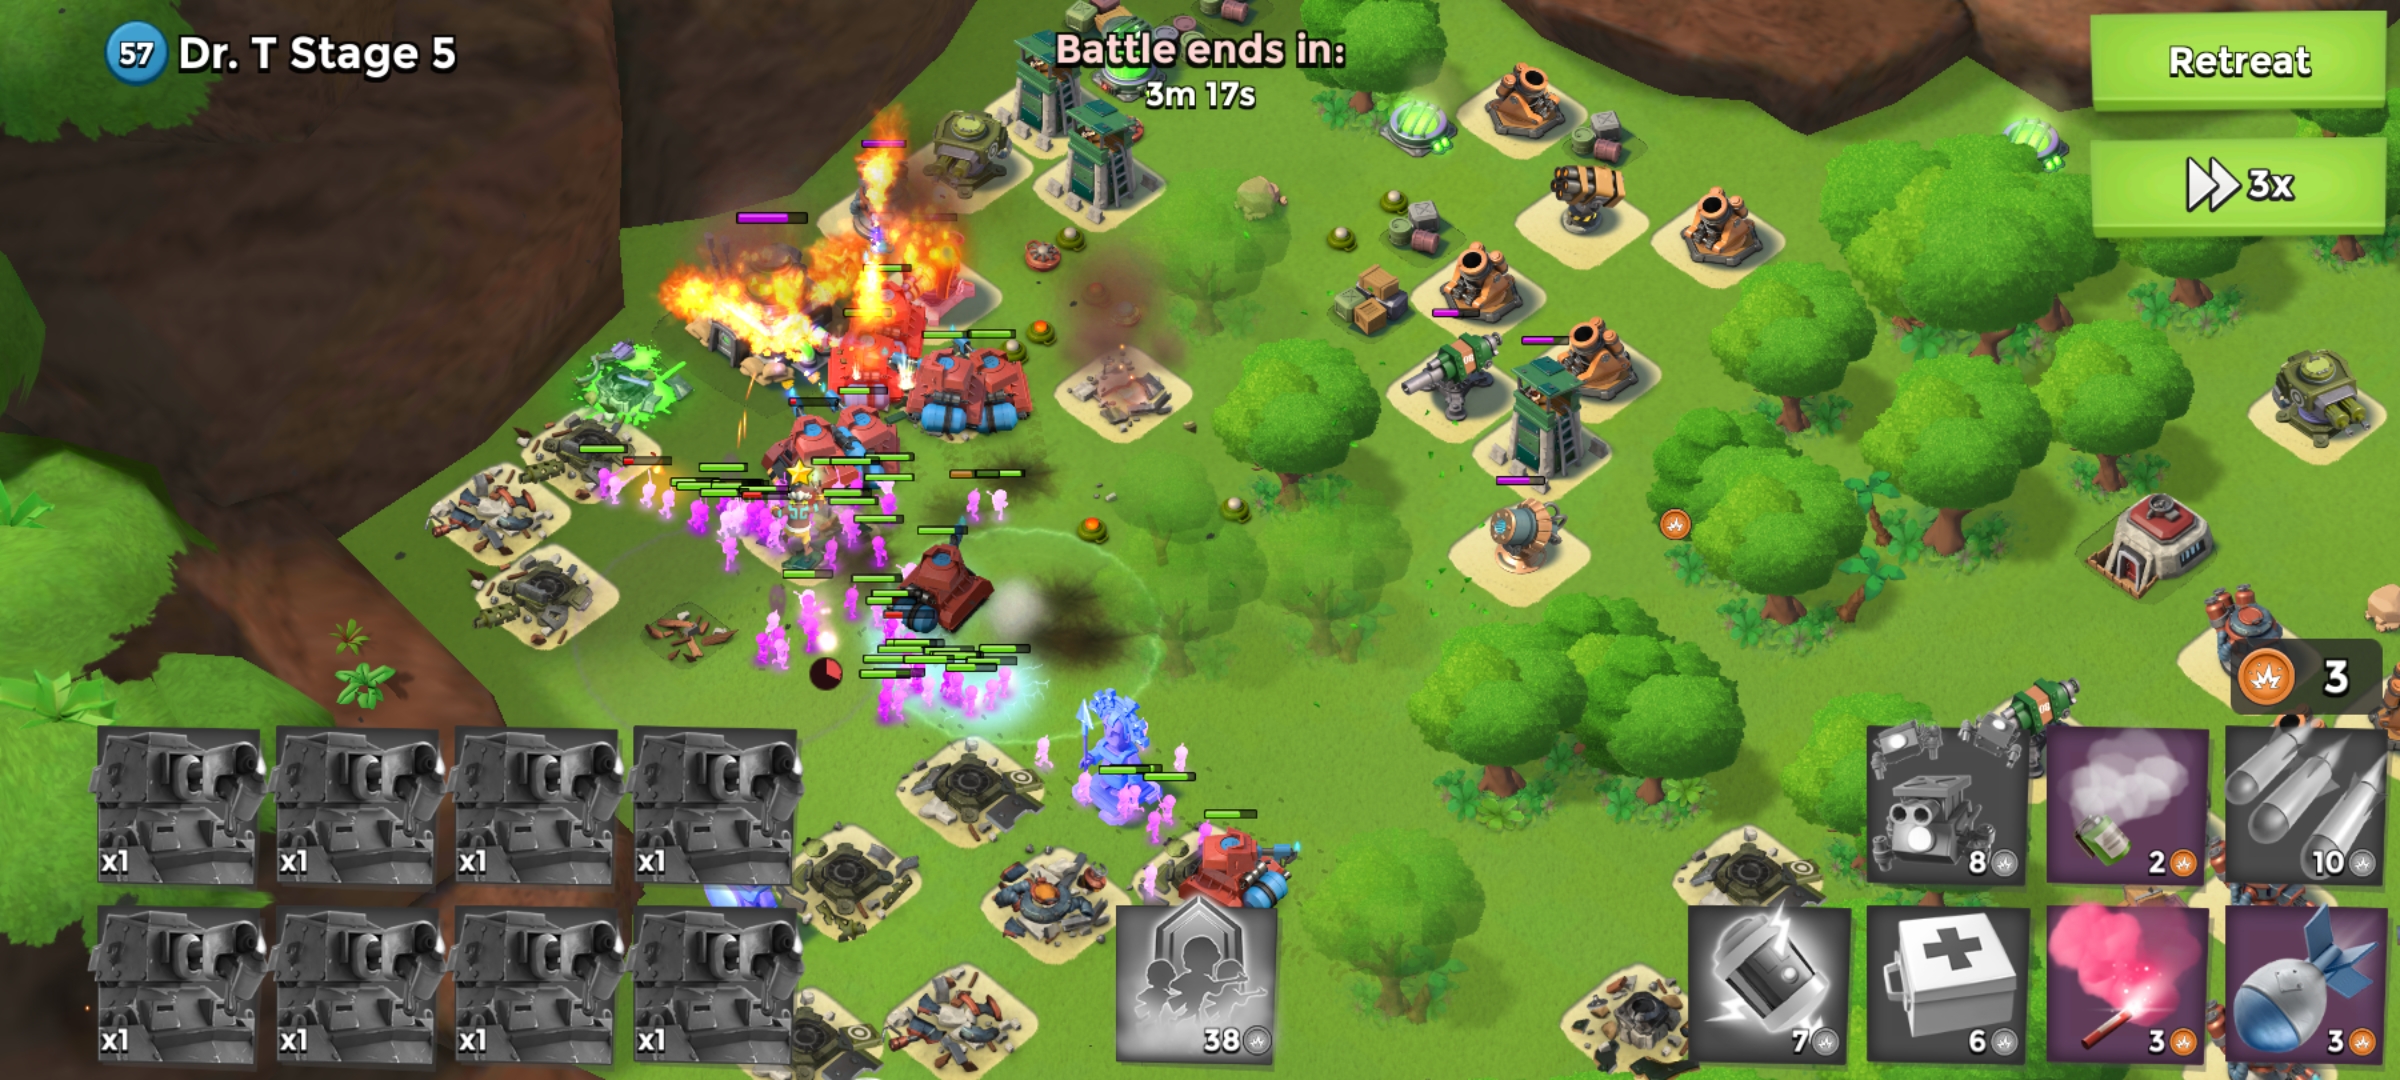 57 Dr. T Stage 5
Battle ends in:
3m 17s
Retreat
3x
3
x1 x1 x1 x1
8 2 10
x1 x1 x1 x1
38 7 6 3 3